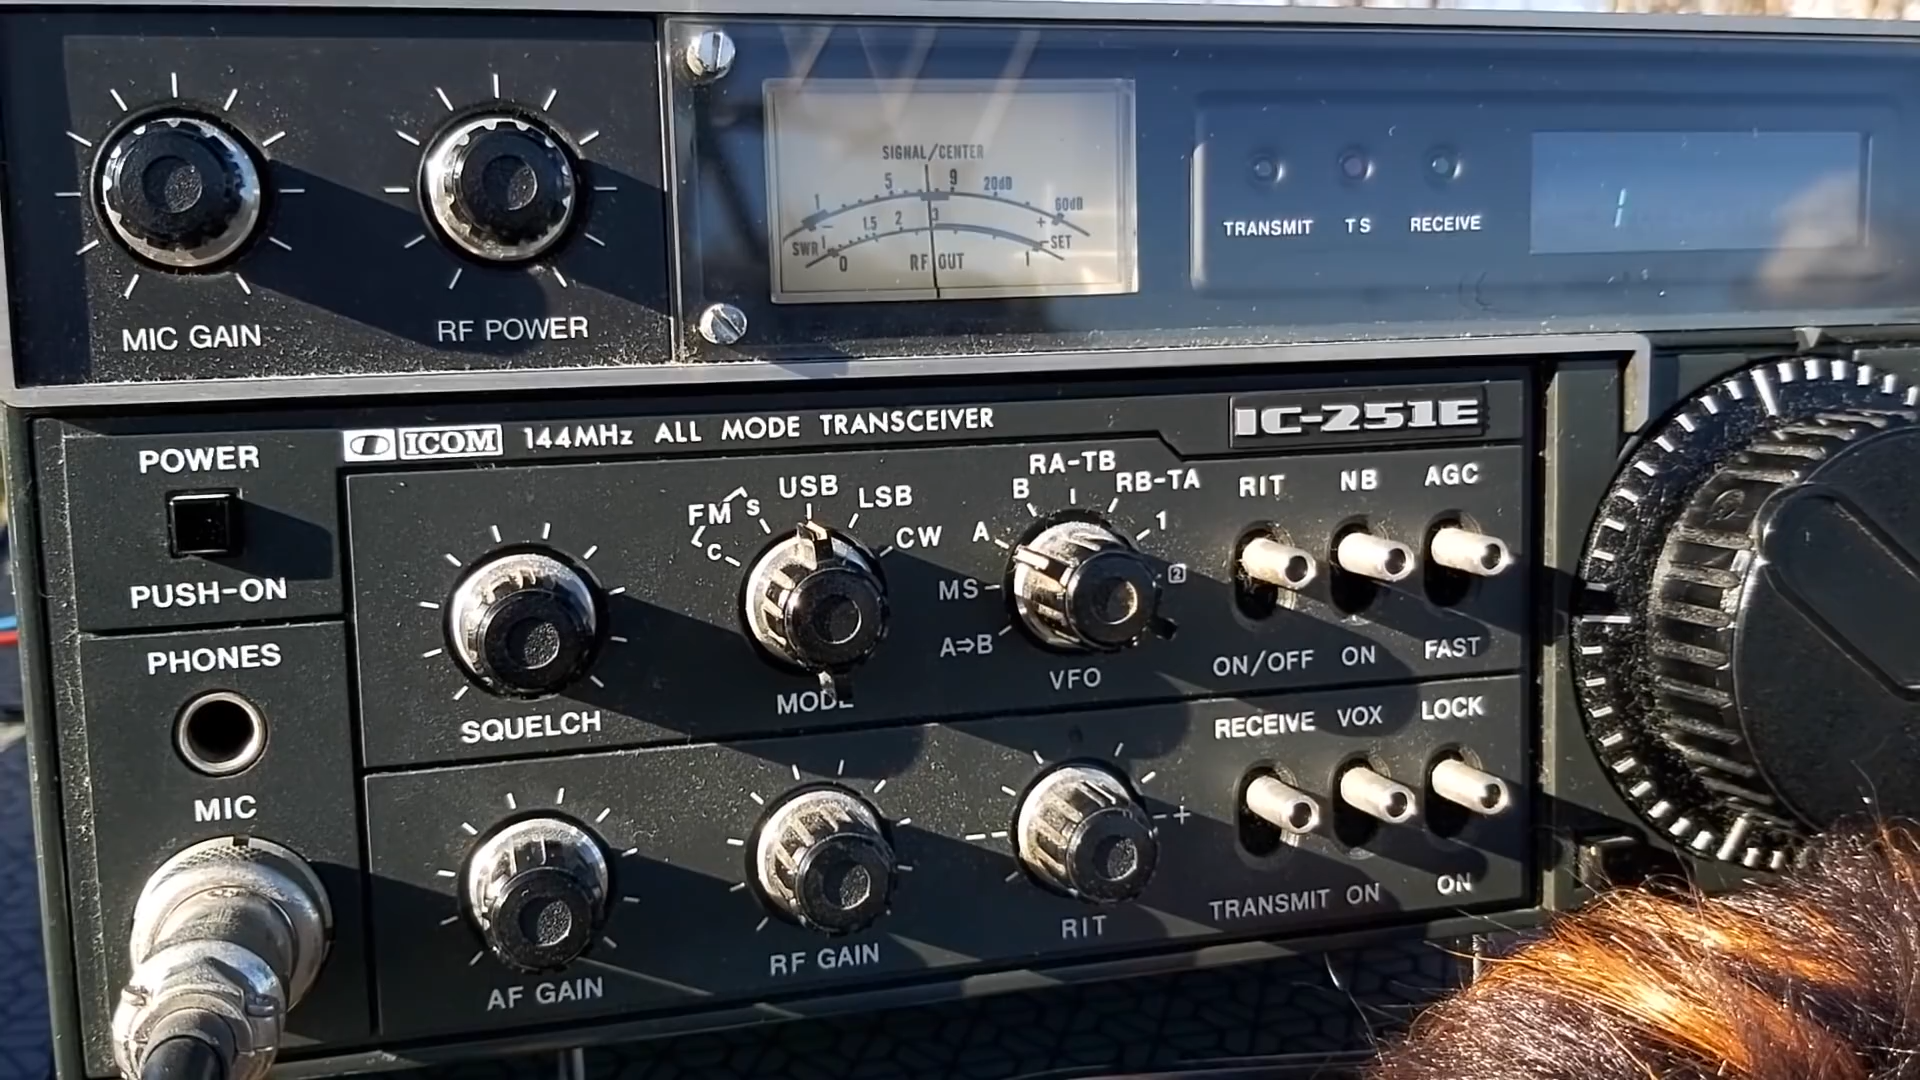 SIGNAL/CENTER
1 5 9 20dB 60dB
SWR 1 1.5 2 3 - + SET
0 RF OUT 1
TRANSMIT TS RECEIVE
MIC GAIN
RF POWER
ICOM 144MHz ALL MODE TRANSCEIVER
IC-251E
POWER
PUSH-ON
PHONES
MIC
SQUELCH
FM S USB LSB
C CW
MODE
RA-TB
B RB-TA
A 1
MS 2
A⇒B
VFO
RIT NB AGC
ON/OFF ON FAST
RECEIVE VOX LOCK
TRANSMIT ON ON
AF GAIN
RF GAIN
- +
RIT